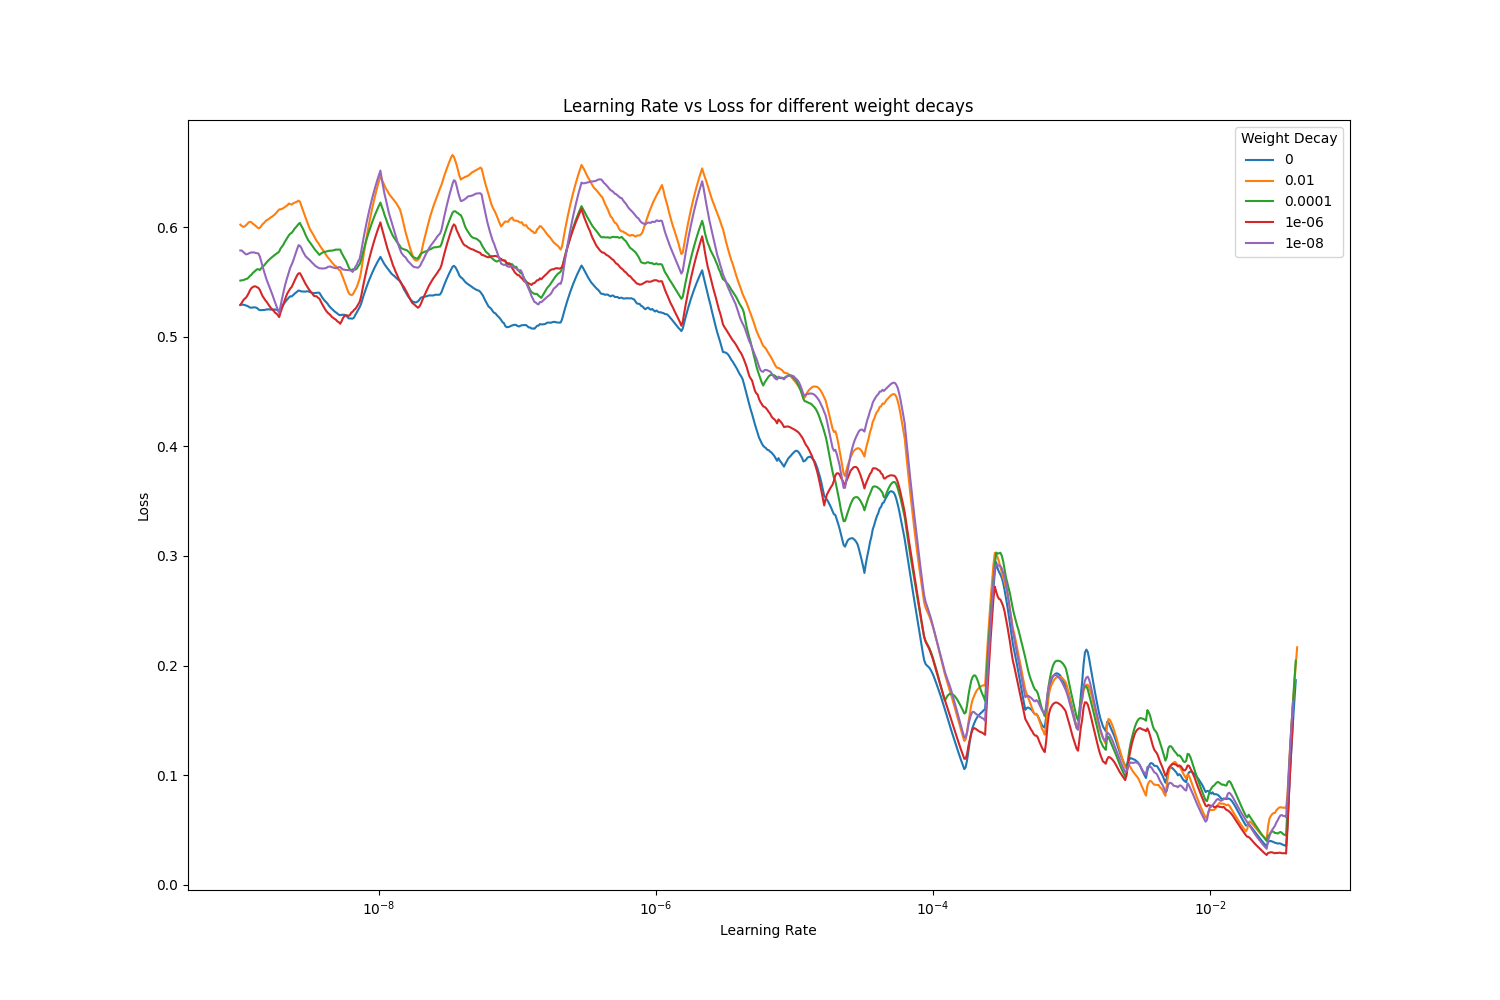 Learning Rate vs Loss for different weight decays
Weight Decay
0
0.01
0.0001
1e-06
1e-08
Loss
0.6
0.5
0.4
0.3
0.2
0.1
0.0
10⁻⁸
10⁻⁶
10⁻⁴
10⁻²
Learning Rate